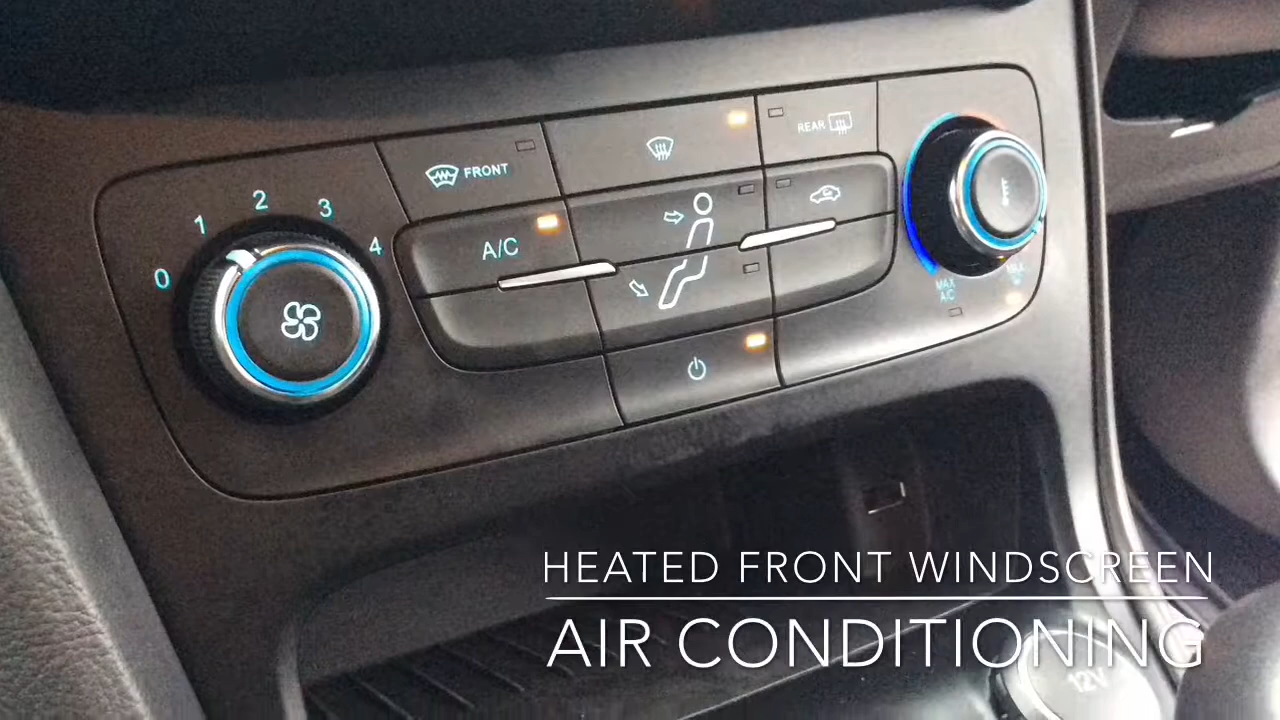 FRONT
REAR
A/C
0
1
2
3
4
MAX
A/C
HEATED FRONT WINDSCREEN
AIR CONDITIONING
12V